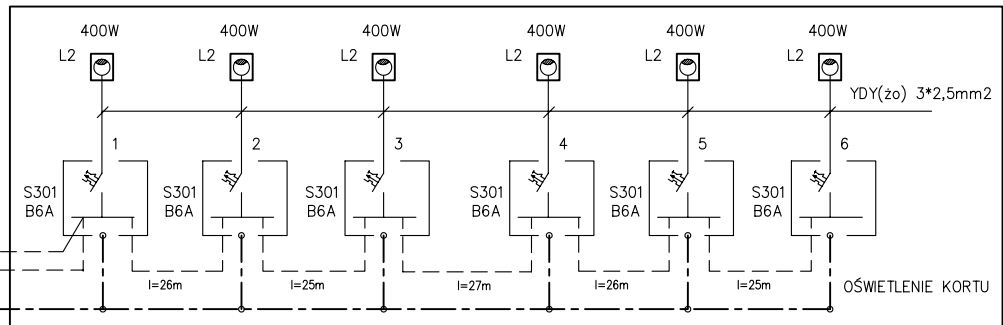 400W 400W 400W 400W 400W 400W
L2 L2 L2 L2 L2 L2
YDY(żo) 3*2,5mm2
1 2 3 4 5 6
S301 S301 S301 S301 S301 S301
B6A B6A B6A B6A B6A B6A
l=26m l=25m l=27m l=26m l=25m OŚWIETLENIE KORTU